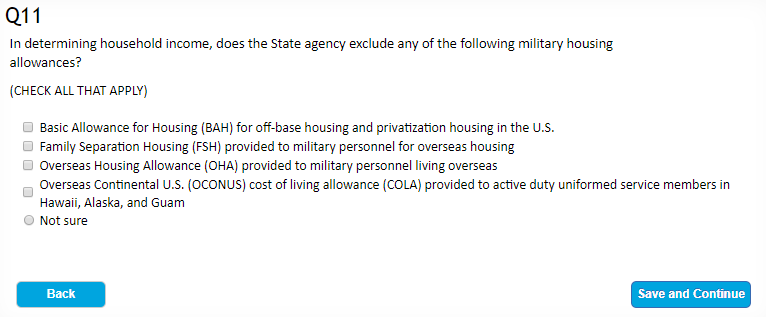 Q11
In determining household income, does the State agency exclude any of the following military housing
allowances?
(CHECK ALL THAT APPLY)
Basic Allowance for Housing (BAH) for off-base housing and privatization housing in the U.S.
Family Separation Housing (FSH) provided to military personnel for overseas housing
Overseas Housing Allowance (OHA) provided to military personnel living overseas
Overseas Continental U.S. (OCONUS) cost of living allowance (COLA) provided to active duty uniformed service members in
Hawaii, Alaska, and Guam
Not sure
Back
Save and Continue